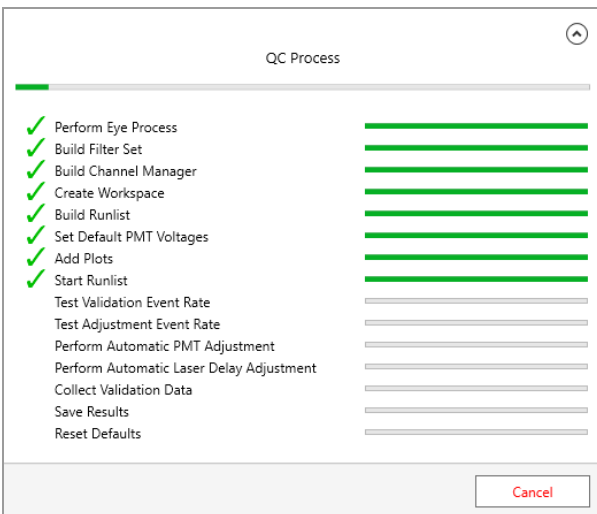 QC Process
Perform Eye Process
Build Filter Set
Build Channel Manager
Create Workspace
Build Runlist
Set Default PMT Voltages
Add Plots
Start Runlist
Test Validation Event Rate
Test Adjustment Event Rate
Perform Automatic PMT Adjustment
Perform Automatic Laser Delay Adjustment
Collect Validation Data
Save Results
Reset Defaults
Cancel